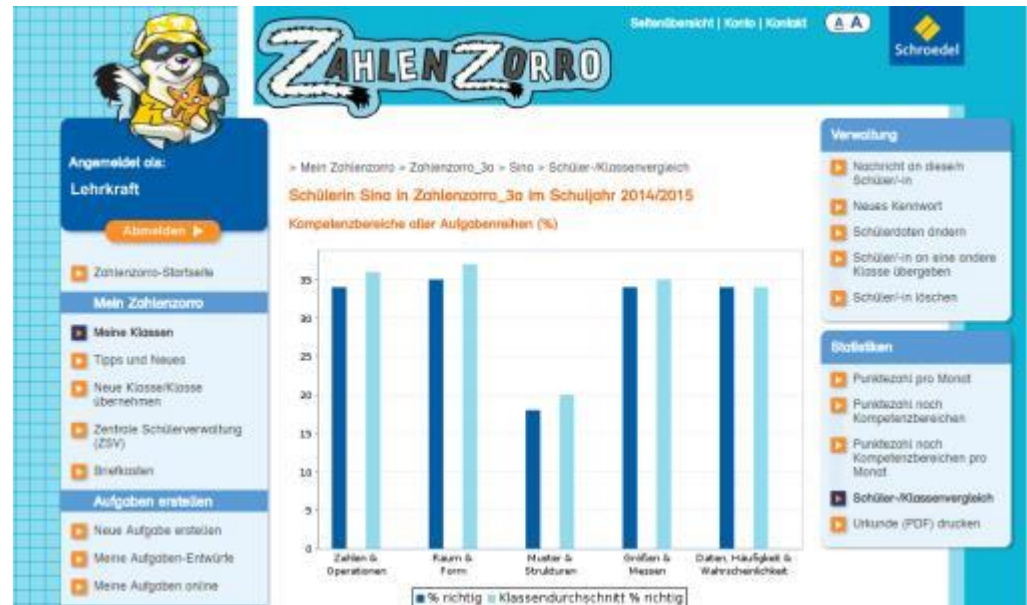 Seitenübersicht | Konto | Kontakt
A A
Schroedel
ZAHLENZORRO
Angemeldet als:
Lehrkraft
Abmelden
Zahlenzorro-Startseite
Mein Zahlenzorro
Meine Klassen
Tipps und Neues
Neue Klasse/Klasse
übernehmen
Zentrale Schülerverwaltung
(ZSV)
Briefkasten
Aufgaben erstellen
Neue Aufgabe erstellen
Meine Aufgaben-Entwürfe
Meine Aufgaben online
» Mein Zahlenzorro » Zahlenzorro_3a » Sina » Schüler-/Klassenvergleich
Schülerin Sina in Zahlenzorro_3a im Schuljahr 2014/2015
Kompetenzbereiche aller Aufgabenreihen (%)
35
30
25
20
15
10
5
0
Zahlen &
Operationen
Raum &
Form
Muster &
Strukturen
Größen &
Messen
Daten, Häufigkeit &
Wahrscheinlichkeit
% richtig
Klassendurchschnitt % richtig
Verwaltung
Nachricht an diese/n
Schüler/-in
Neues Kennwort
Schülerdaten ändern
Schüler/-in an eine andere
Klasse übergeben
Schüler/-in löschen
Statistiken
Punktezahl pro Monat
Punktezahl nach
Kompetenzbereichen
Punktezahl nach
Kompetenzbereichen pro
Monat
Schüler-/Klassenvergleich
Urkunde (PDF) drucken